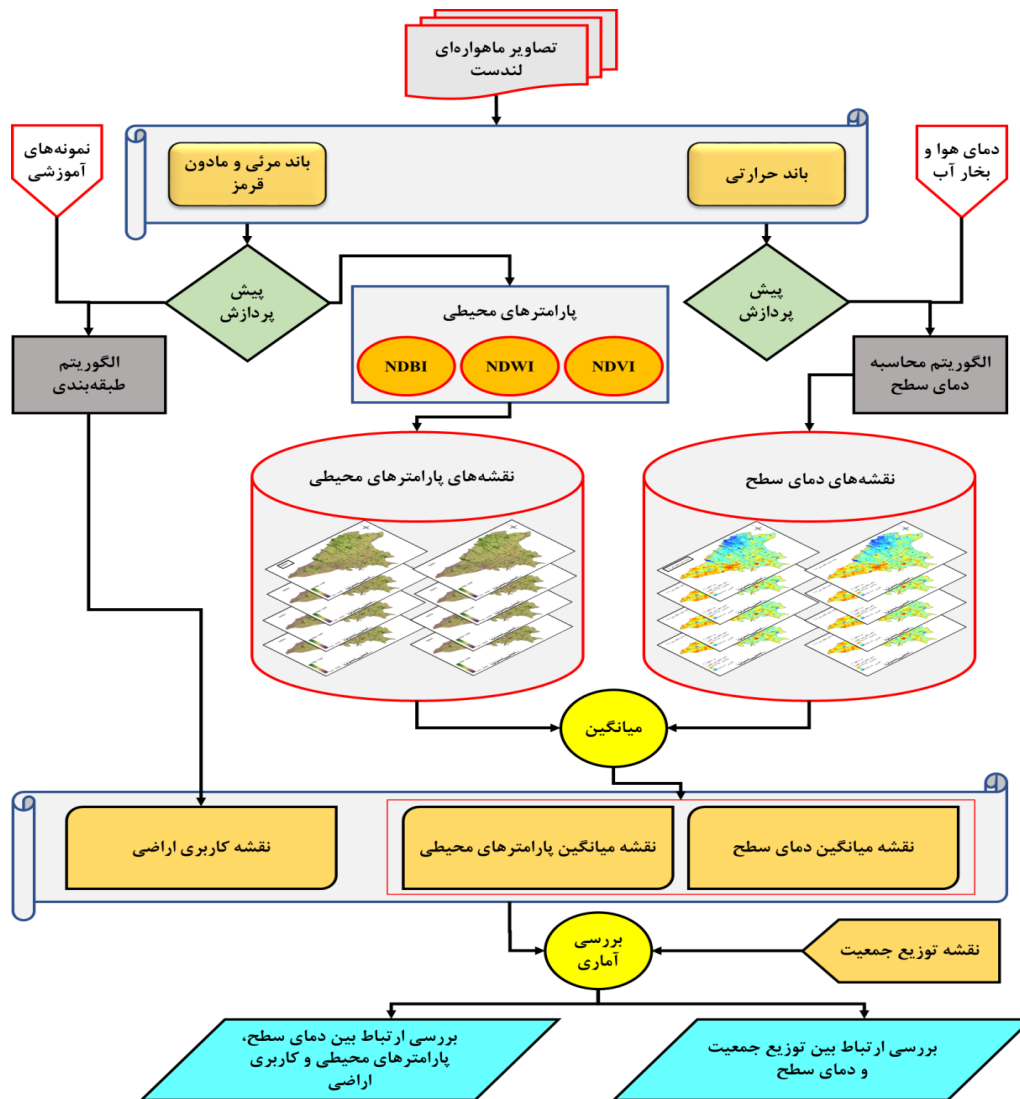 تصاویر ماهواره‌ای
لندست
نمونه‌های
آموزشی
باند مرئی و مادون
قرمز
باند حرارتی
دمای هوا و
بخار آب
پیش
پردازش
پیش
پردازش
پارامترهای محیطی
NDBI
NDWI
NDVI
الگوریتم
طبقه‌بندی
الگوریتم محاسبه
دمای سطح
نقشه‌های پارامترهای محیطی
نقشه‌های دمای سطح
میانگین
نقشه کاربری اراضی
نقشه میانگین پارامترهای محیطی
نقشه میانگین دمای سطح
بررسی
آماری
نقشه توزیع جمعیت
بررسی ارتباط بین دمای سطح،
پارامترهای محیطی و کاربری
اراضی
بررسی ارتباط بین توزیع جمعیت
و دمای سطح